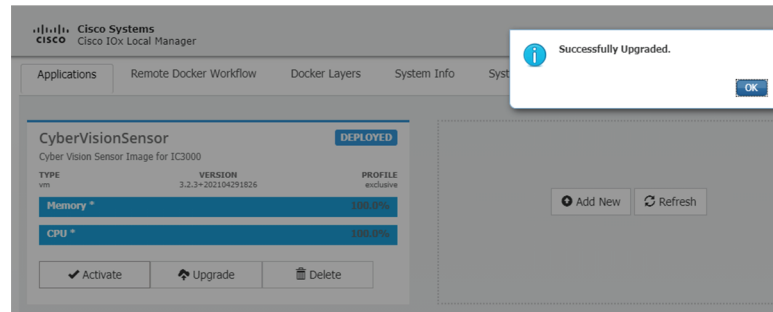 Cisco Systems
CISCO Cisco IOx Local Manager
Successfully Upgraded.
OK
Applications Remote Docker Workflow Docker Layers System Info Syst
CyberVisionSensor DEPLOYED
Cyber Vision Sensor Image for IC3000
TYPE VERSION PROFILE
vm 3.2.3+202104291826 exclusive
Memory * 100.0%
CPU * 100.0%
Activate Upgrade Delete
Add New Refresh